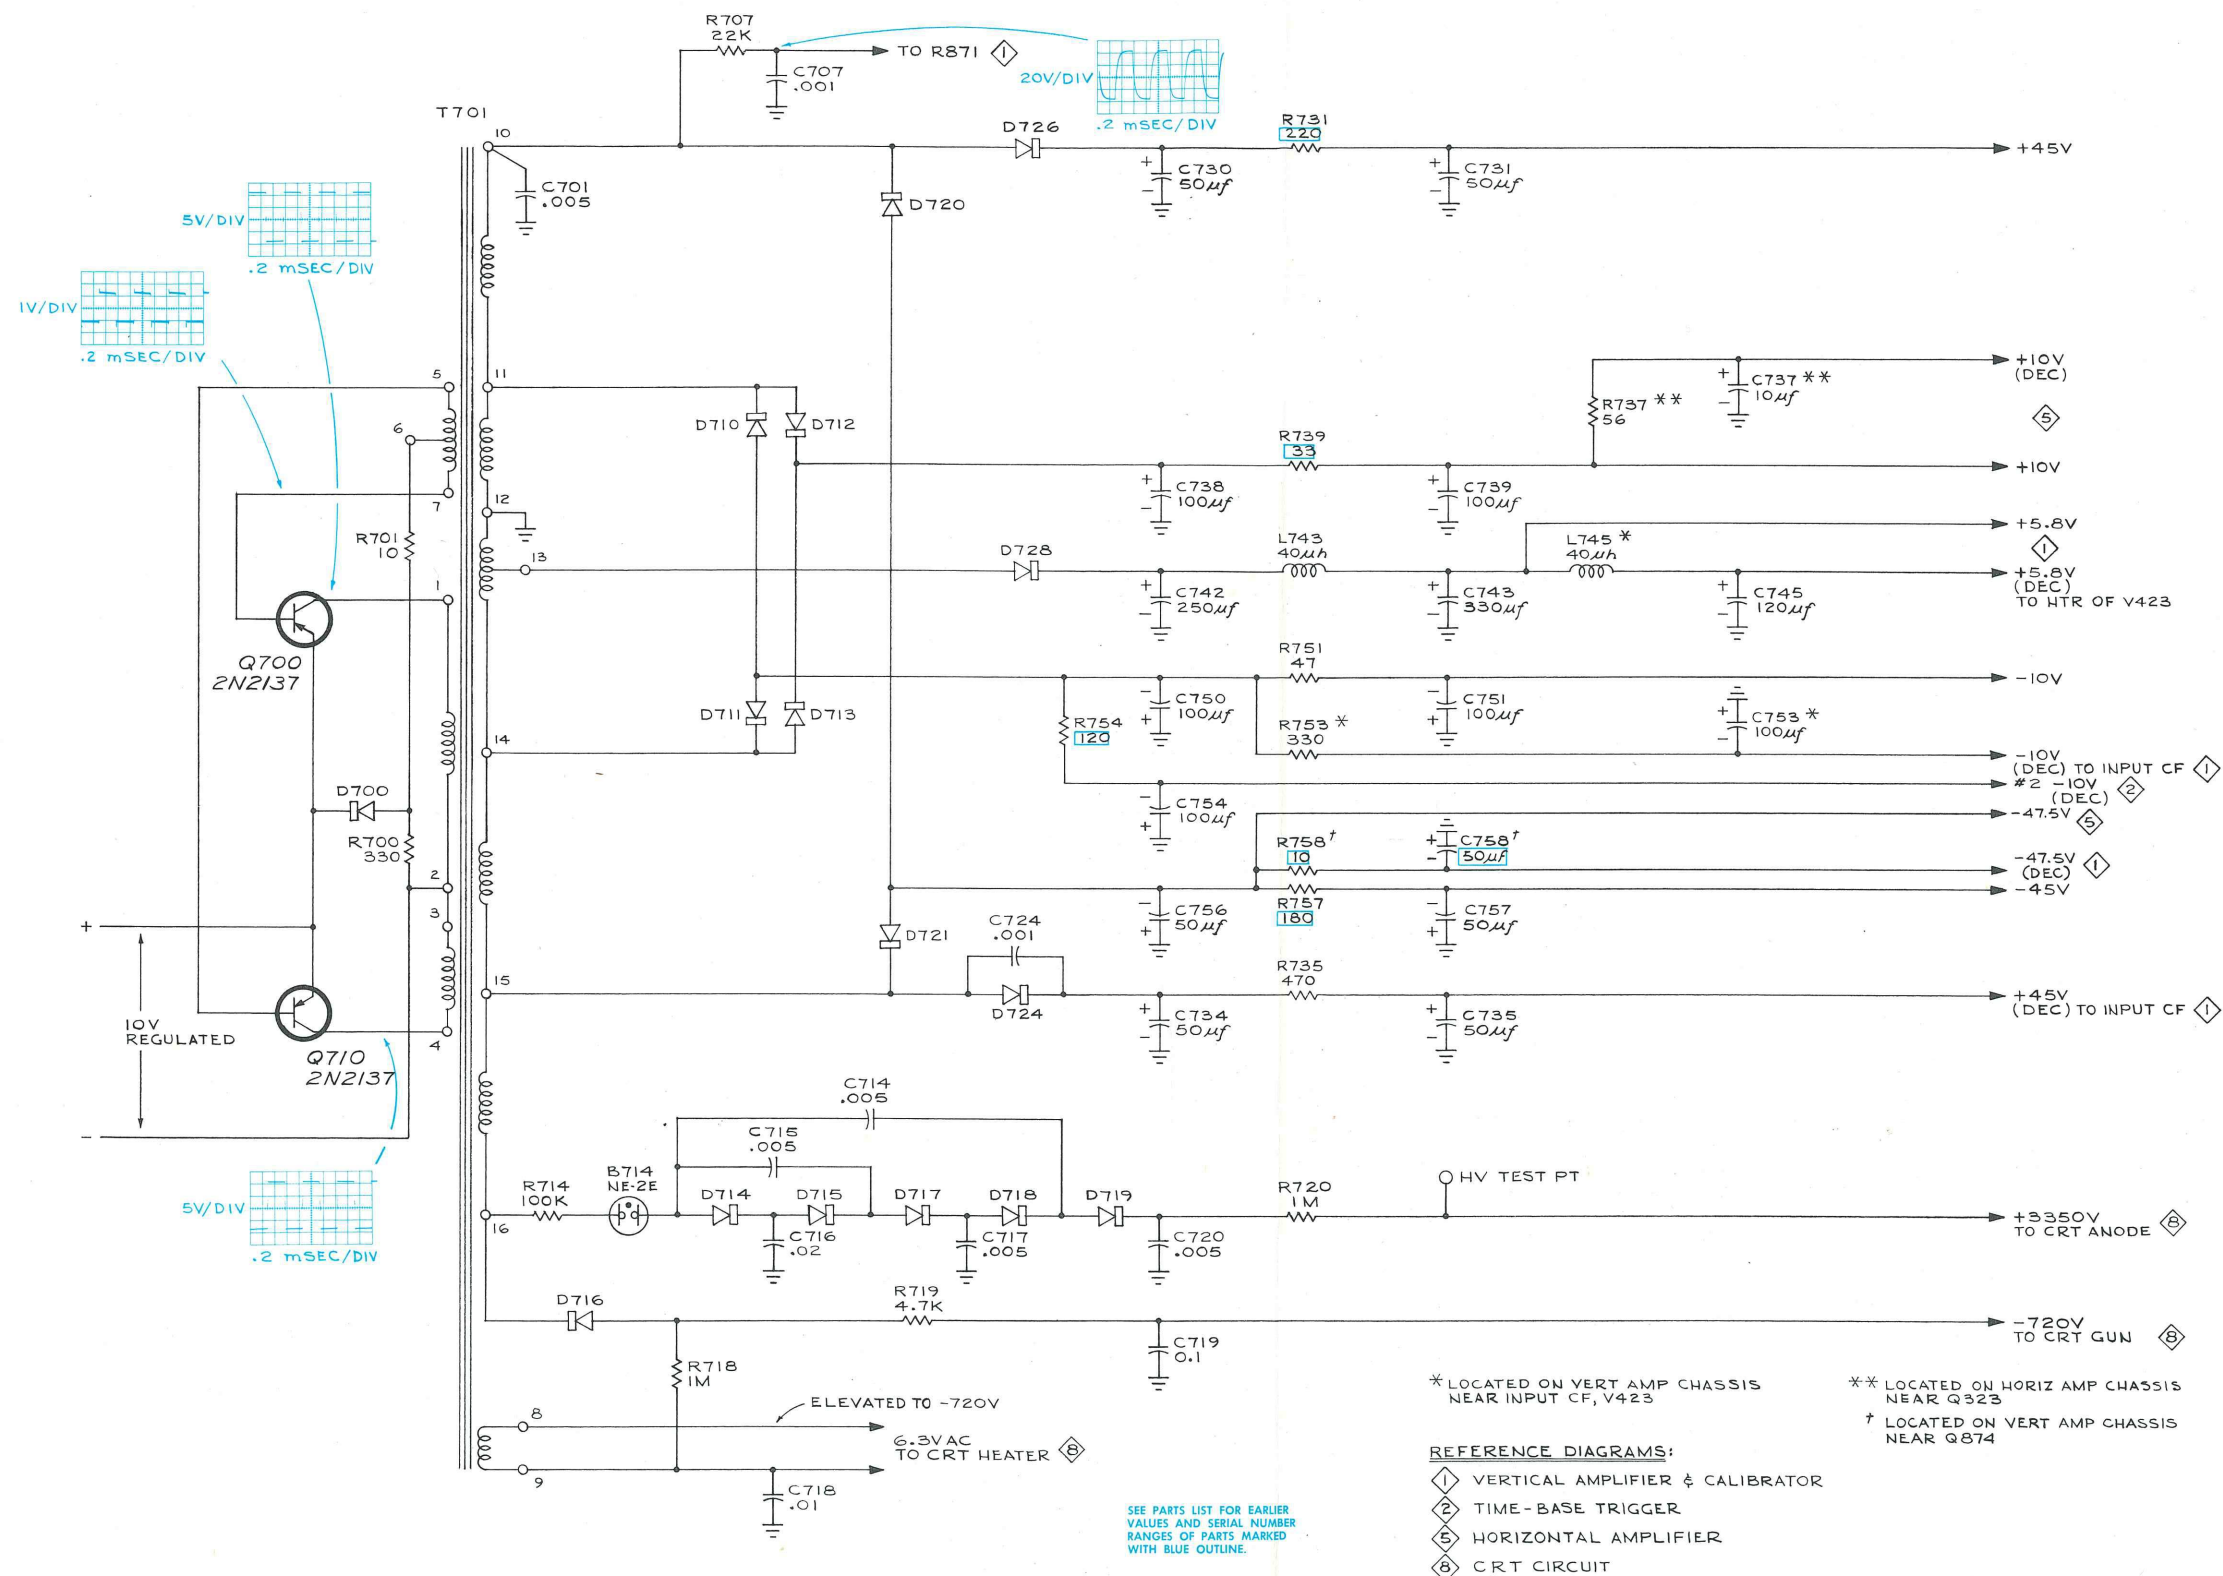 R707
22K
TO R871 1
C707
.001
20V/DIV
.2 mSEC/DIV
T701
10
D726
R731
220
+45V
C701
.005
+
C730
50µf
−
+
C731
50µf
−
D720
5V/DIV
.2 mSEC/DIV
1V/DIV
.2 mSEC/DIV
5
11
6
D710
D712
+10V
(DEC)
+
C737 **
10µf
−
R737 **
56
5
R739
33
+10V
7
12
+
C738
100µf
−
+
C739
100µf
−
R701
10
13
D728
L743
40µh
L745 *
40µh
+5.8V
1
+5.8V
(DEC)
TO HTR OF V423
1
+
C742
250µf
−
+
C743
330µf
−
+
C745
120µf
−
Q700
2N2137
R751
47
−10V
D711
D713
R754
120
−
C750
100µf
+
−
C751
100µf
+
R753 *
330
+
C753 *
100µf
−
14
−10V
(DEC) TO INPUT CF 1
#2 −10V
(DEC) 2
D700
R700
330
−
C754
100µf
+
−47.5V 5
R758†
10
+
C758†
50µf
−
−47.5V
(DEC) 1
2
−45V
3
R757
180
−
C756
50µf
+
−
C757
50µf
+
+
D721
C724
.001
15
R735
470
D724
+45V
(DEC) TO INPUT CF 1
10V
REGULATED
+
C734
50µf
−
+
C735
50µf
−
4
Q710
2N2137
C714
.005
−
C715
.005
5V/DIV
.2 mSEC/DIV
R714
100K
B714
NE-2E
D714
D715
D717
D718
D719
R720
1M
HV TEST PT
16
C716
.02
C717
.005
C720
.005
+3350V
TO CRT ANODE 8
D716
R719
4.7K
−720V
TO CRT GUN 8
C719
0.1
R718
1M
ELEVATED TO -720V
8
6.3VAC
TO CRT HEATER 8
9
C718
.01
* LOCATED ON VERT AMP CHASSIS
NEAR INPUT CF, V423
** LOCATED ON HORIZ AMP CHASSIS
NEAR Q323
† LOCATED ON VERT AMP CHASSIS
NEAR Q874
REFERENCE DIAGRAMS:
1 VERTICAL AMPLIFIER & CALIBRATOR
2 TIME-BASE TRIGGER
5 HORIZONTAL AMPLIFIER
8 CRT CIRCUIT
SEE PARTS LIST FOR EARLIER
VALUES AND SERIAL NUMBER
RANGES OF PARTS MARKED
WITH BLUE OUTLINE.